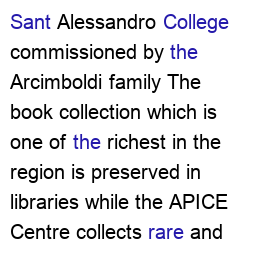 Sant Alessandro College
commissioned by the
Arcimboldi family The
book collection which is
one of the richest in the
region is preserved in
libraries while the APICE
Centre collects rare and